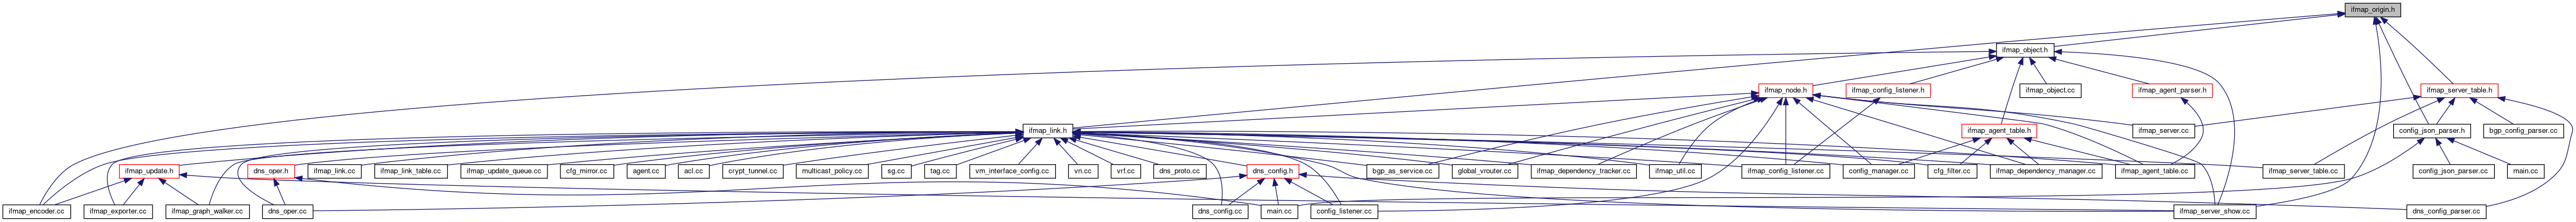 ifmap_origin.h
ifmap_object.h
ifmap_node.h
ifmap_config_listener.h
ifmap_object.cc
ifmap_agent_parser.h
ifmap_server_table.h
ifmap_link.h
ifmap_agent_table.h
ifmap_server.cc
config_json_parser.h
bgp_config_parser.cc
ifmap_update.h
dns_oper.h
ifmap_link.cc
ifmap_link_table.cc
ifmap_update_queue.cc
cfg_mirror.cc
agent.cc
acl.cc
crypt_tunnel.cc
multicast_policy.cc
sg.cc
tag.cc
vm_interface_config.cc
vn.cc
vrf.cc
dns_proto.cc
dns_config.h
bgp_as_service.cc
global_vrouter.cc
ifmap_dependency_tracker.cc
ifmap_util.cc
ifmap_config_listener.cc
config_manager.cc
cfg_filter.cc
ifmap_dependency_manager.cc
ifmap_agent_table.cc
ifmap_server_table.cc
config_json_parser.cc
main.cc
ifmap_encoder.cc
ifmap_exporter.cc
ifmap_graph_walker.cc
dns_oper.cc
dns_config.cc
main.cc
config_listener.cc
ifmap_server_show.cc
dns_config_parser.cc